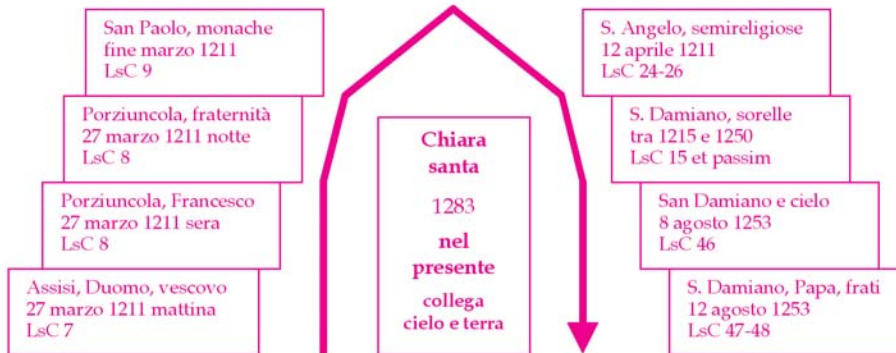 San Paolo, monache
fine marzo 1211
LsC 9
Porziuncola, fraternità
27 marzo 1211 notte
LsC 8
Porziuncola, Francesco
27 marzo 1211 sera
LsC 8
Assisi, Duomo, vescovo
27 marzo 1211 mattina
LsC 7
Chiara
santa
1283
nel
presente
collega
cielo e terra
S. Angelo, semireligiose
12 aprile 1211
LsC 24-26
S. Damiano, sorelle
tra 1215 e 1250
LsC 15 et passim
San Damiano e cielo
8 agosto 1253
LsC 46
S. Damiano, Papa, frati
12 agosto 1253
LsC 47-48